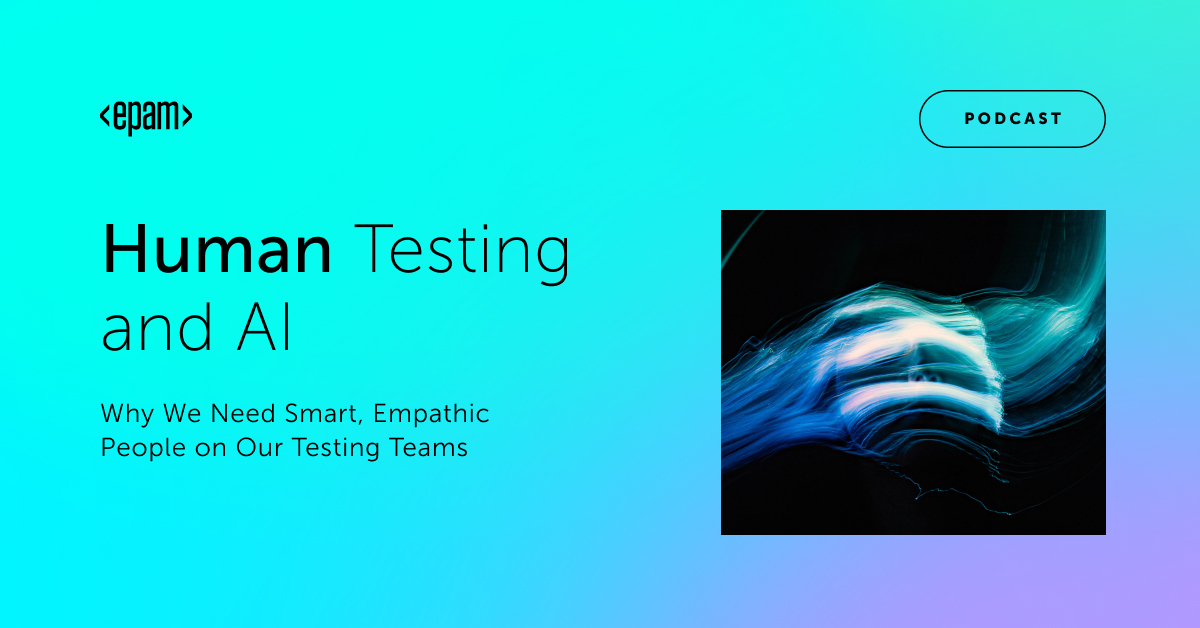 <epam>
PODCAST
Human Testing
and AI
Why We Need Smart, Empathic
People on Our Testing Teams